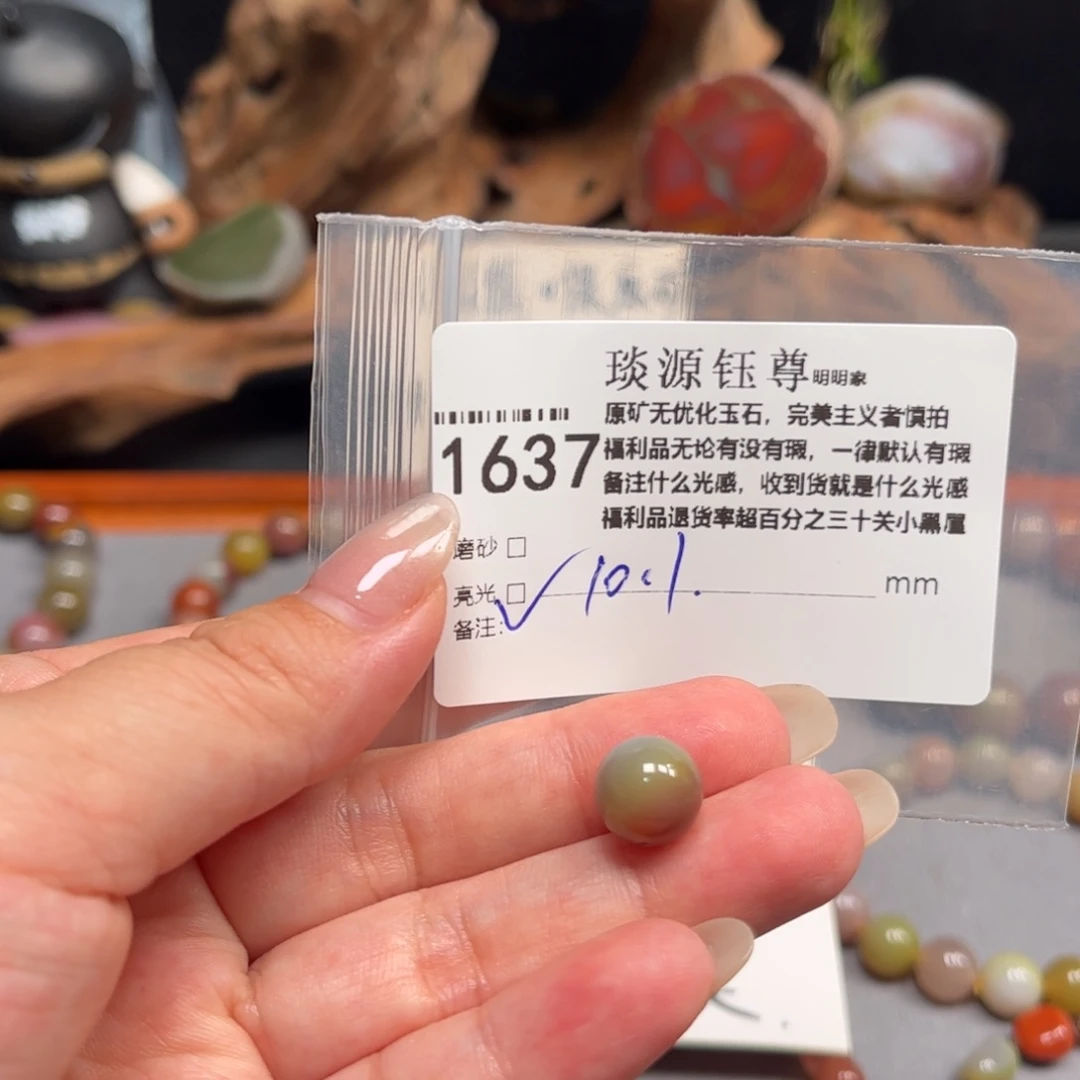 琰源钰尊明明家
原矿无优化玉石，完美主义者慎拍
1637
福利品无论有没有瑕，一律默认有瑕
备注什么光感，收到货就是什么光感
福利品退货率超百分之三十关小黑屋
磨砂 □
亮光 □ ✓ 10.1. mm
备注: